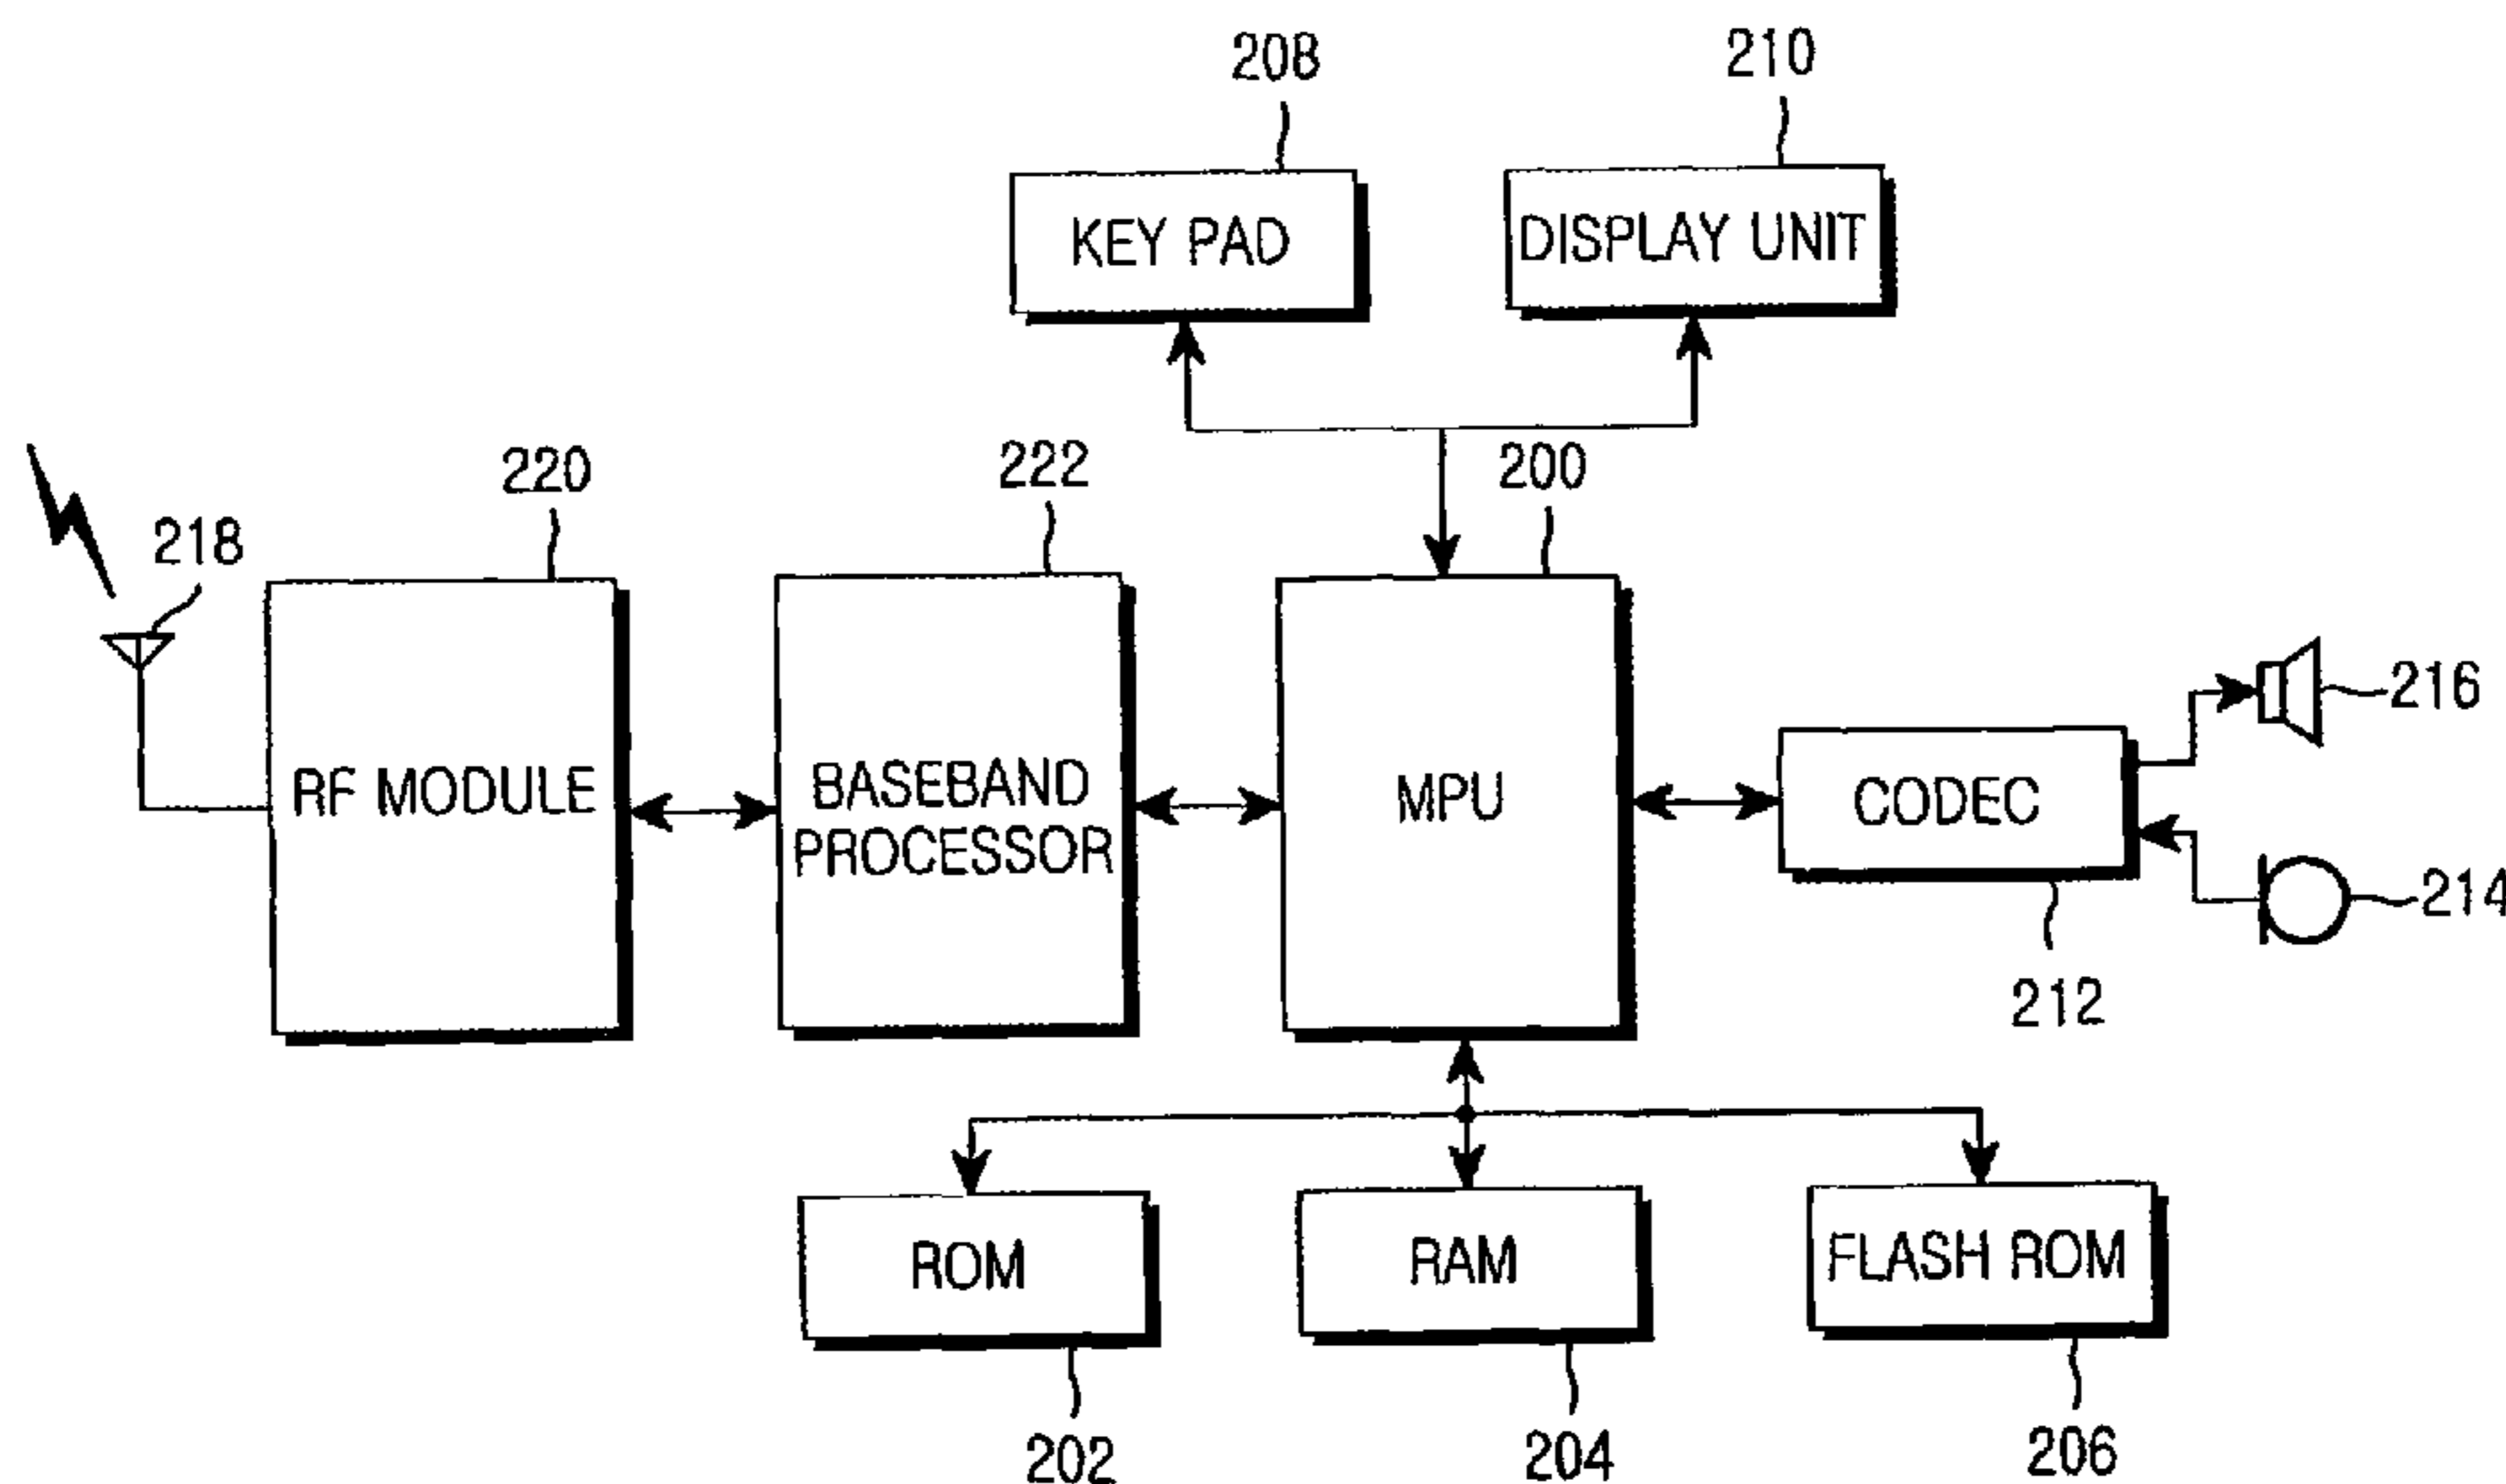 208
210
KEY PAD
DISPLAY UNIT
220
222
200
218
RF MODULE
BASEBAND
PROCESSOR
MPU
CODEC
216
214
212
ROM
RAM
FLASH ROM
202
204
206